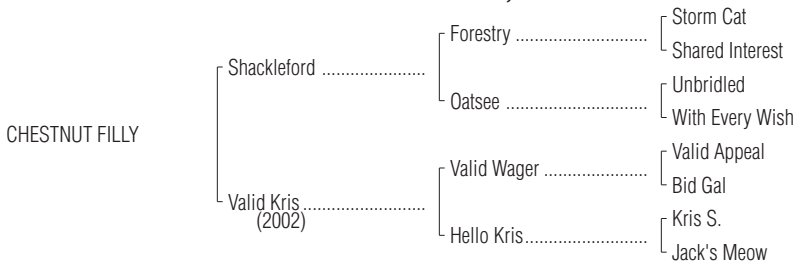 Storm Cat
Forestry ..............................
Shared Interest
Shackleford .......................
Unbridled
Oatsee ................................
With Every Wish
CHESTNUT FILLY
Valid Appeal
Valid Wager .......................
Bid Gal
Valid Kris...........................
(2002)
Kris S.
Hello Kris...........................
Jack's Meow